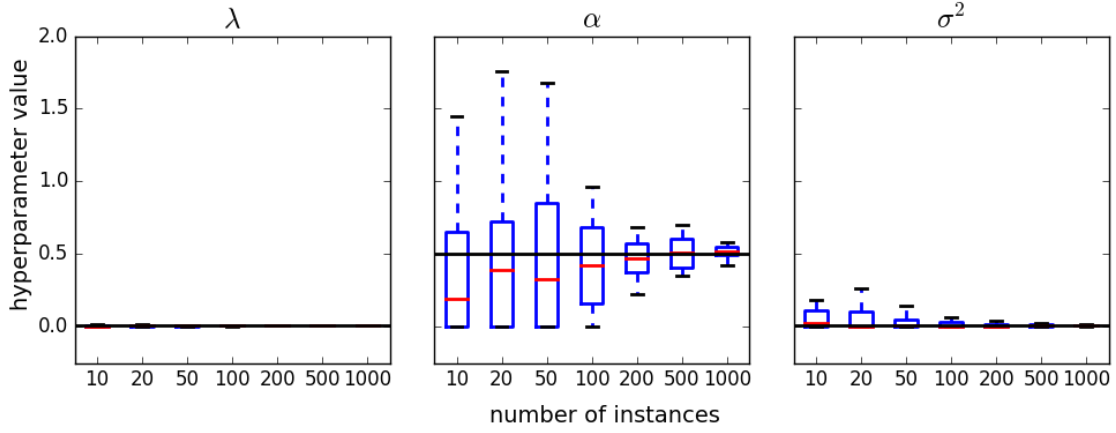 λ α σ²
hyperparameter value
2.0
1.5
1.0
0.5
0.0
10 20 50 100 200 500 1000 10 20 50 100 200 500 1000 10 20 50 100 200 500 1000
number of instances